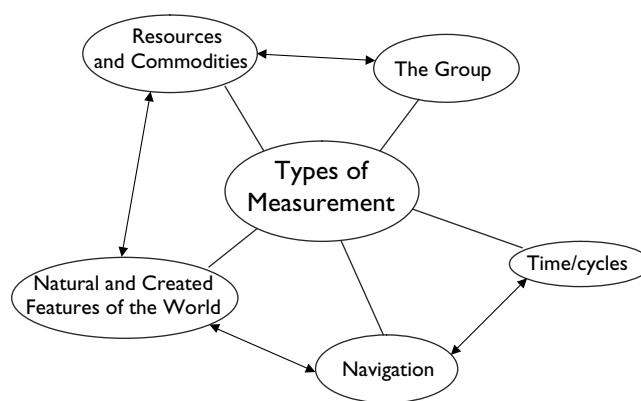 Resources
and Commodities
The Group
Types of
Measurement
Natural and Created
Features of the World
Time/cycles
Navigation